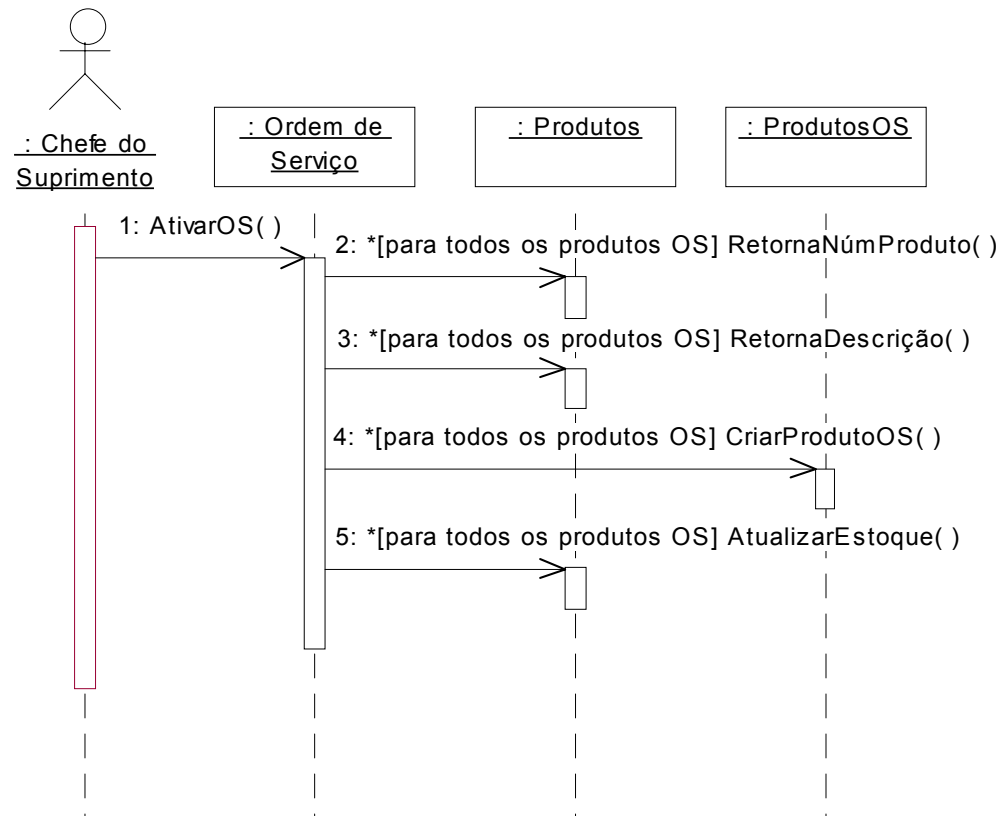 : Chefe do
Suprimento
: Ordem de
Serviço
: Produtos
: ProdutosOS
1: AtivarOS( )
2: *[para todos os produtos OS] RetornaNúmProduto( )
3: *[para todos os produtos OS] RetornaDescrição( )
4: *[para todos os produtos OS] CriarProdutoOS( )
5: *[para todos os produtos OS] AtualizarEstoque( )